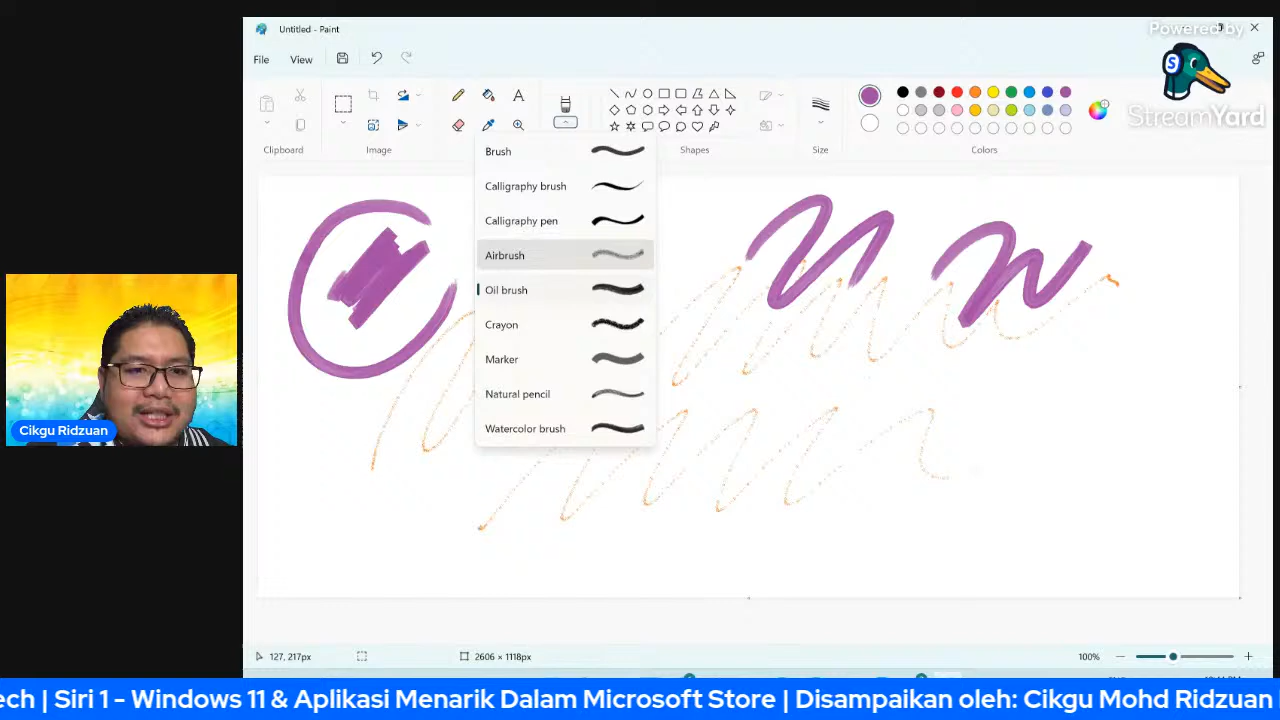 Untitled - Paint
Powered by
StreamYard
File View
Clipboard
Image
Shapes
Size
Colors
Brush
Calligraphy brush
Calligraphy pen
Airbrush
Oil brush
Crayon
Marker
Natural pencil
Watercolor brush
Cikgu Ridzuan
127, 217px
2606 × 1118px
100%
ech | Siri 1 - Windows 11 & Aplikasi Menarik Dalam Microsoft Store | Disampaikan oleh: Cikgu Mohd Ridzuan